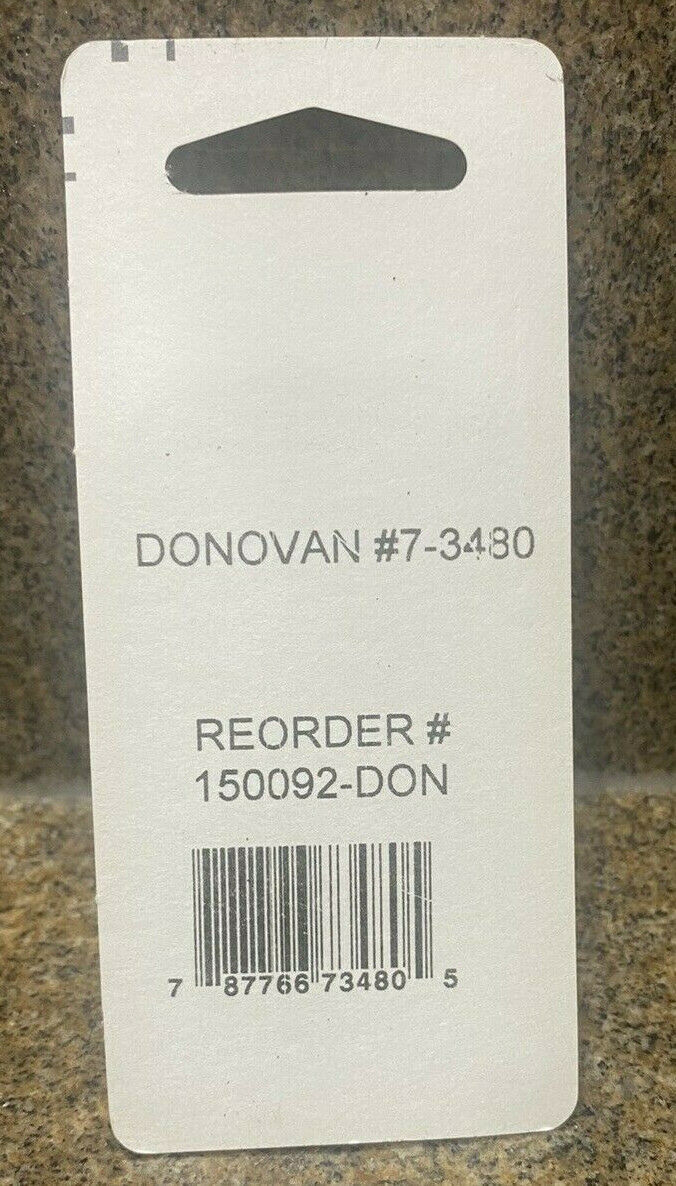 DONOVAN #7-3480
REORDER #
150092-DON
7 87766 73480 5